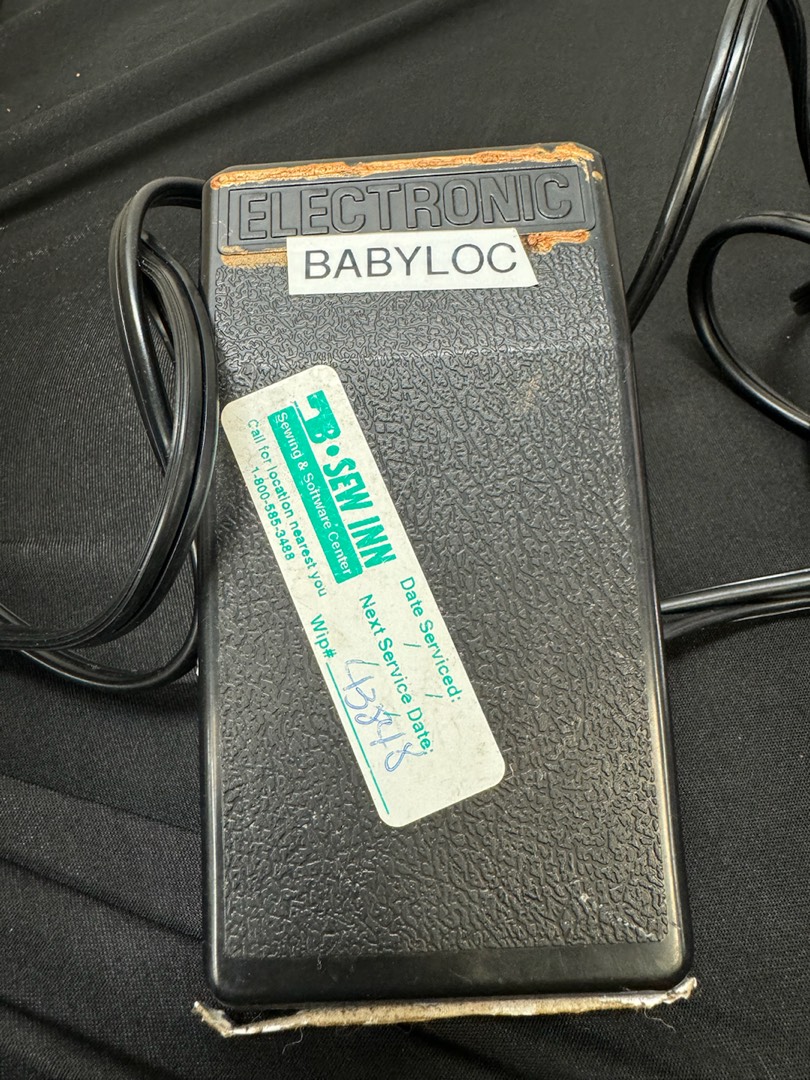 ELECTRONIC
BABYLOC
B•SEW INN
Sewing & Software Center
Call for location nearest you
1-800-585-3488
Date Serviced:
/ /
Next Service Date:
/
Wip#